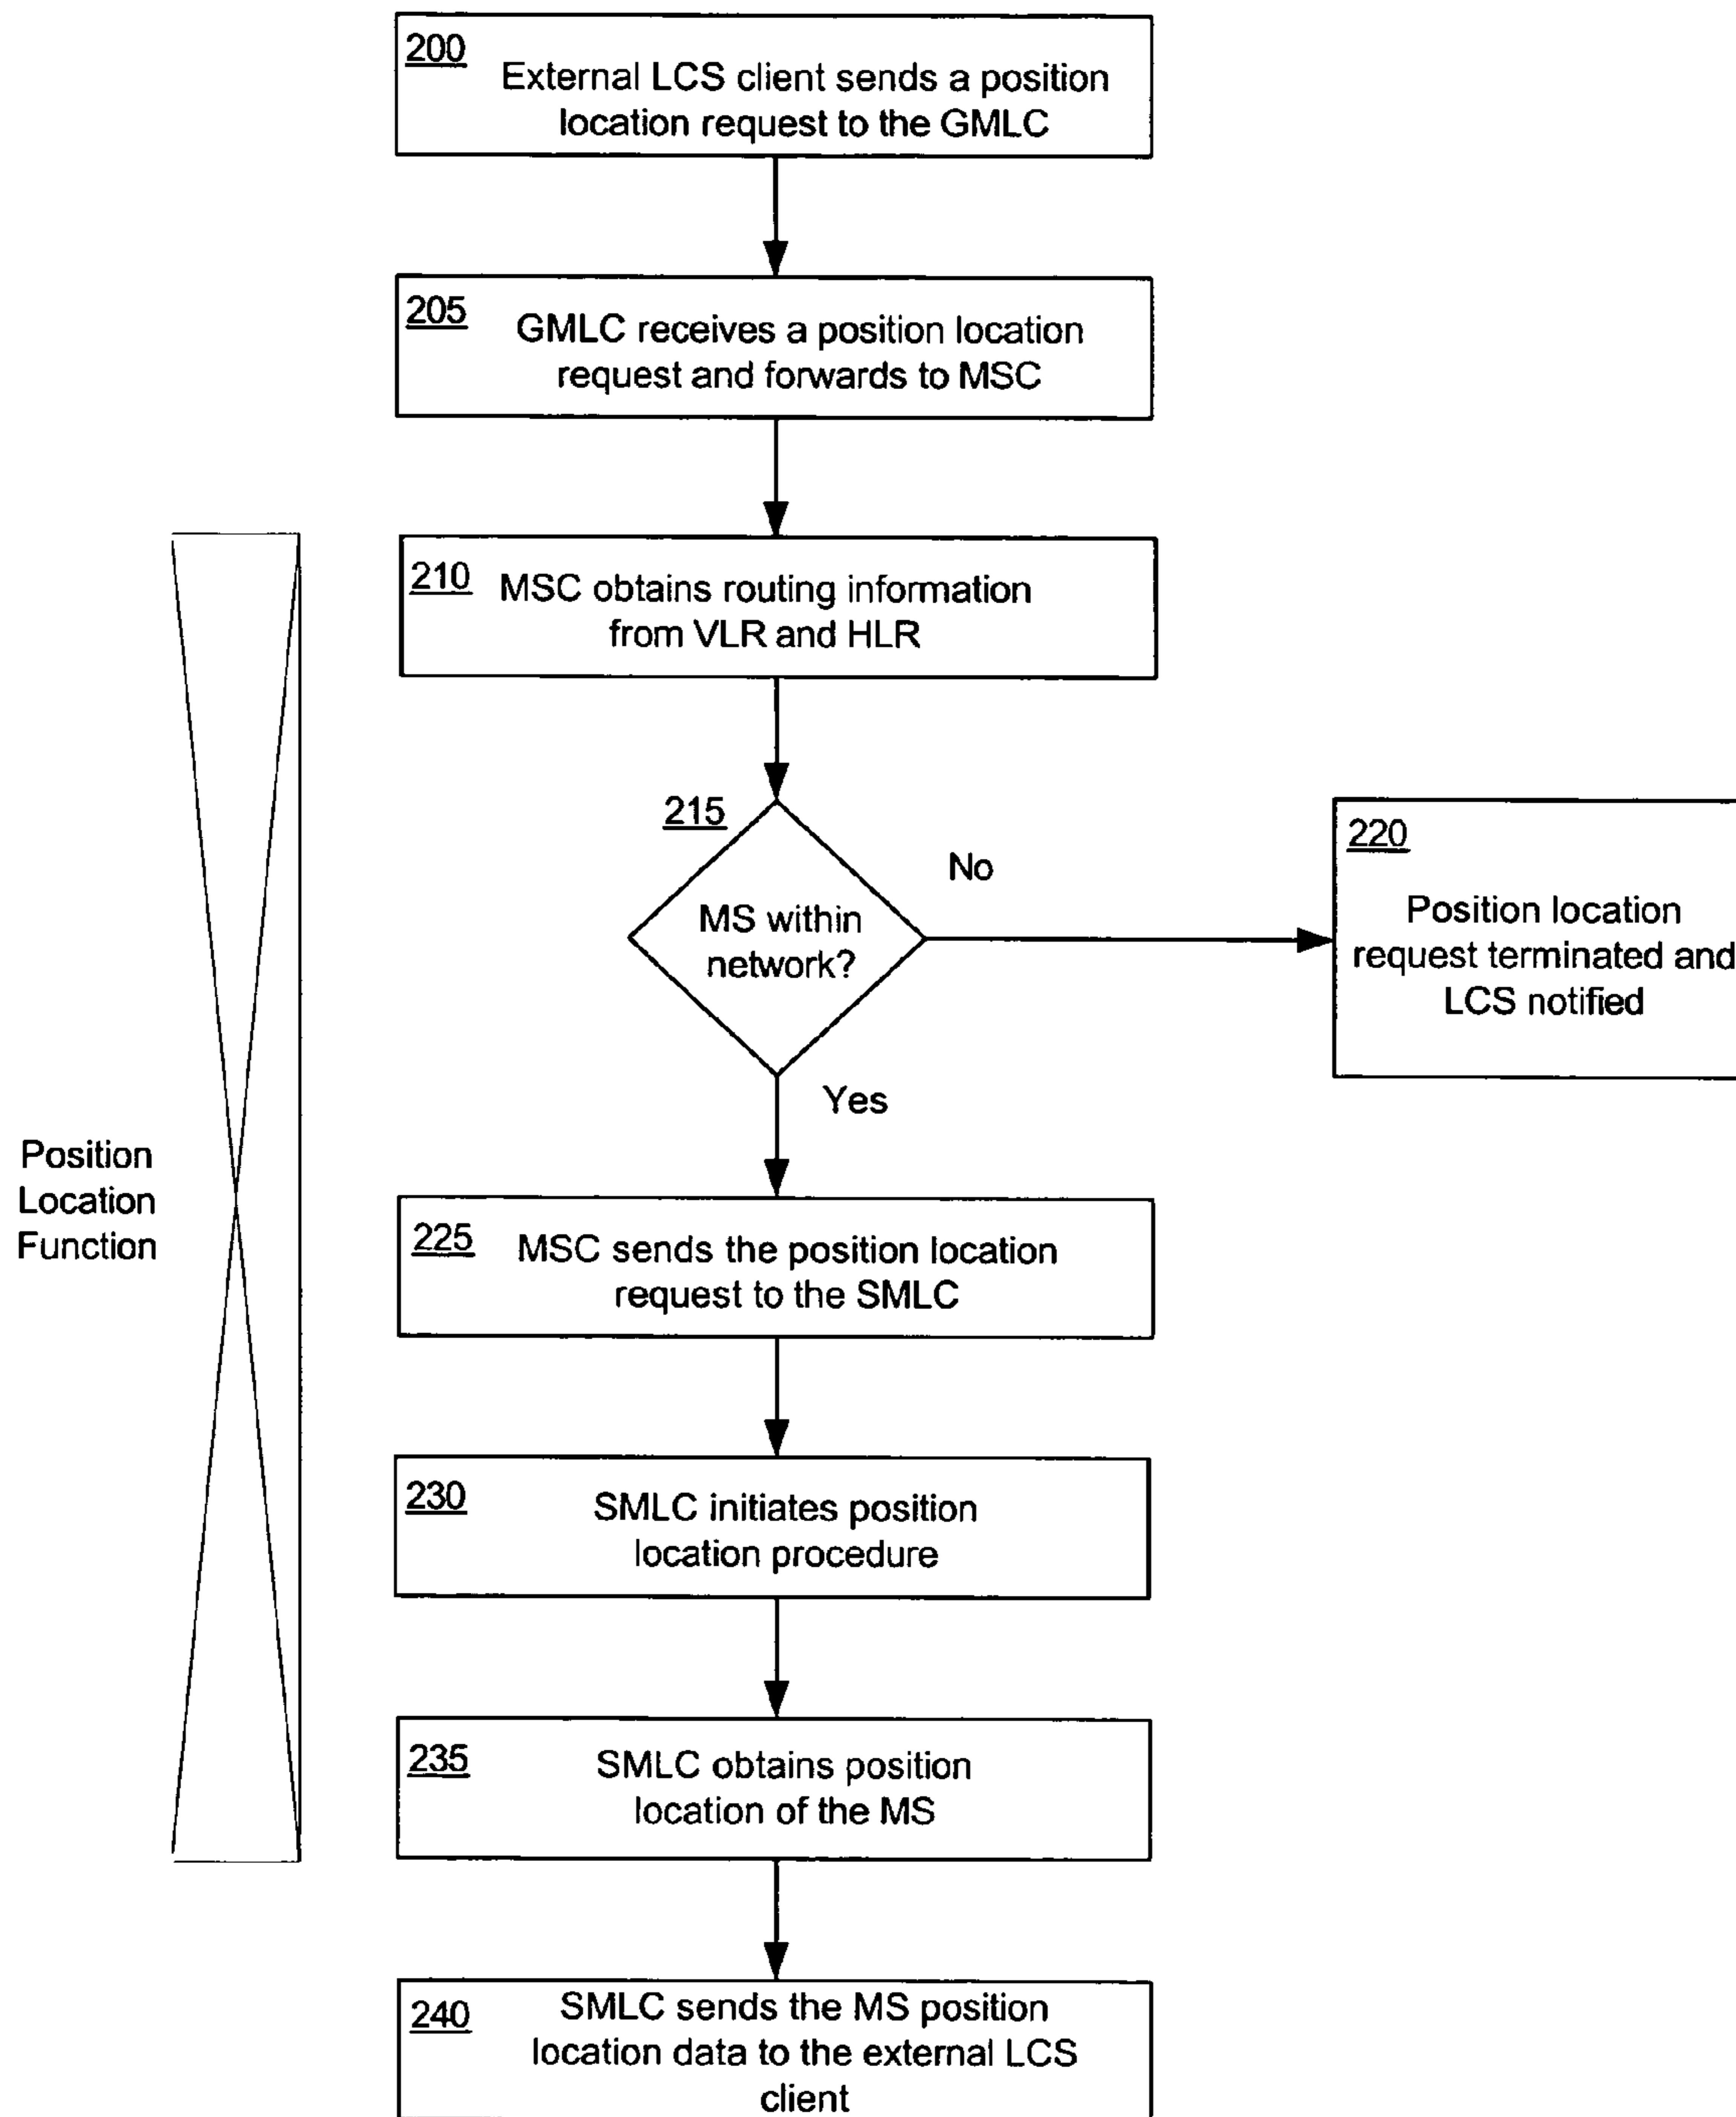 200
External LCS client sends a position
location request to the GMLC
205
GMLC receives a position location
request and forwards to MSC
210
MSC obtains routing information
from VLR and HLR
215
MS within
network?
No
220
Position location
request terminated and
LCS notified
Yes
Position
Location
Function
225
MSC sends the position location
request to the SMLC
230
SMLC initiates position
location procedure
235
SMLC obtains position
location of the MS
240
SMLC sends the MS position
location data to the external LCS
client